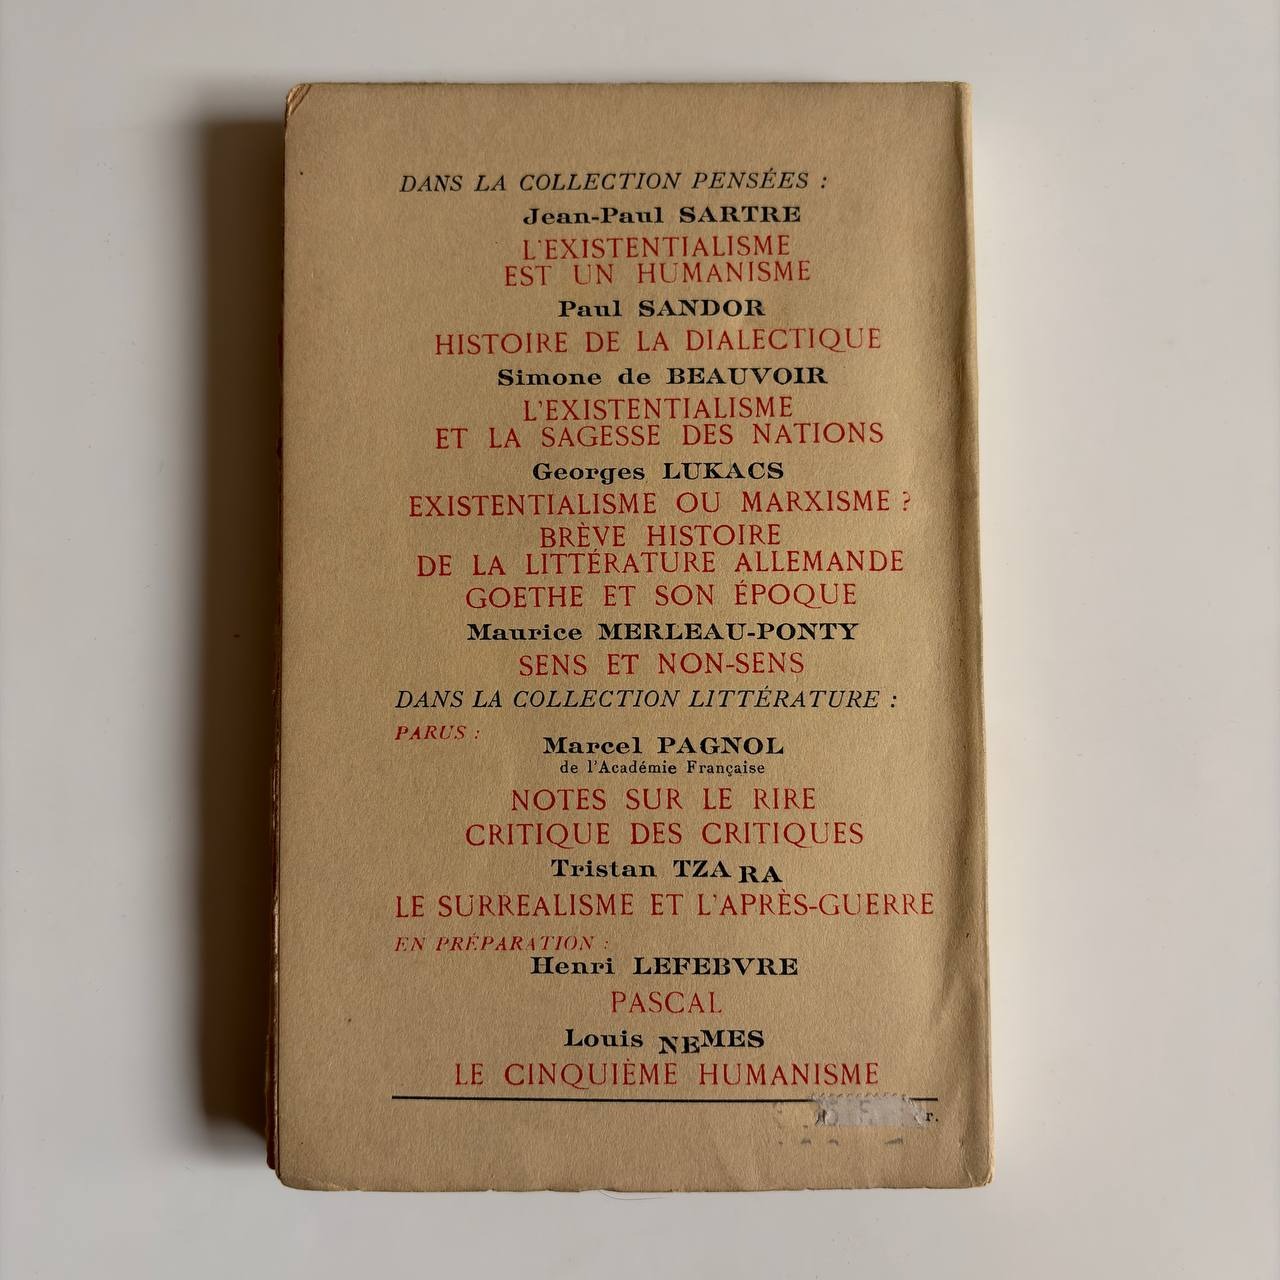 DANS LA COLLECTION PENSÉES :
Jean-Paul SARTRE
L'EXISTENTIALISME
EST UN HUMANISME
Paul SANDOR
HISTOIRE DE LA DIALECTIQUE
Simone de BEAUVOIR
L'EXISTENTIALISME
ET LA SAGESSE DES NATIONS
Georges LUKACS
EXISTENTIALISME OU MARXISME ?
BRÈVE HISTOIRE
DE LA LITTÉRATURE ALLEMANDE
GOETHE ET SON ÉPOQUE
Maurice MERLEAU-PONTY
SENS ET NON-SENS
DANS LA COLLECTION LITTÉRATURE :
PARUS :
Marcel PAGNOL
de l'Académie Française
NOTES SUR LE RIRE
CRITIQUE DES CRITIQUES
Tristan TZARA
LE SURREALISME ET L'APRÈS-GUERRE
EN PRÉPARATION :
Henri LEFEBVRE
PASCAL
Louis NEMES
LE CINQUIÈME HUMANISME